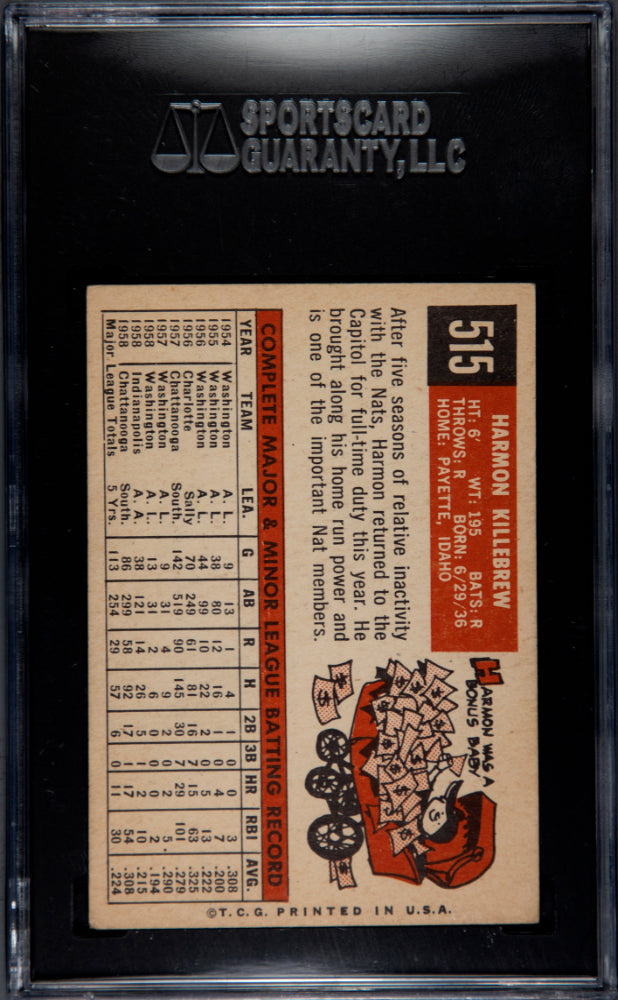 SPORTSCARD
GUARANTY, LLC
515
HARMON KILLEBREW
HT: 6' WT: 195 BATS: R
THROWS: R BORN: 6/29/36
HOME: PAYETTE, IDAHO
After five seasons of relative inactivity
with the Nats, Harmon returned to the
Capitol for full-time duty this year. He
brought along his home run power and
is one of the important Nat members.
HARMON WAS A
BONUS BABY
COMPLETE MAJOR & MINOR LEAGUE BATTING RECORD
YEAR TEAM LEA. G AB R H 2B 3B HR RBI AVG.
1954 Washington A. L. 9 13 1 4 1 0 0 3 .308
1955 Washington A. L. 38 80 12 16 1 0 4 7 .200
1956 Washington A. L. 44 99 10 22 2 0 5 13 .222
1956 Charlotte Sally 70 249 61 81 16 7 15 63 .325
1957 Chattanooga South. 142 519 90 145 30 7 29 101 .279
1957 Washington A. L. 9 31 4 9 2 0 2 5 .290
1958 Washington A. L. 13 31 2 6 0 0 0 2 .194
1958 Indianapolis A. A. 38 121 14 26 5 0 2 10 .215
1958 Chattanooga South. 86 299 58 92 17 1 17 54 .308
Major League Totals 5 Yrs. 113 254 29 57 6 0 11 30 .224
©T.C.G. PRINTED IN U.S.A.